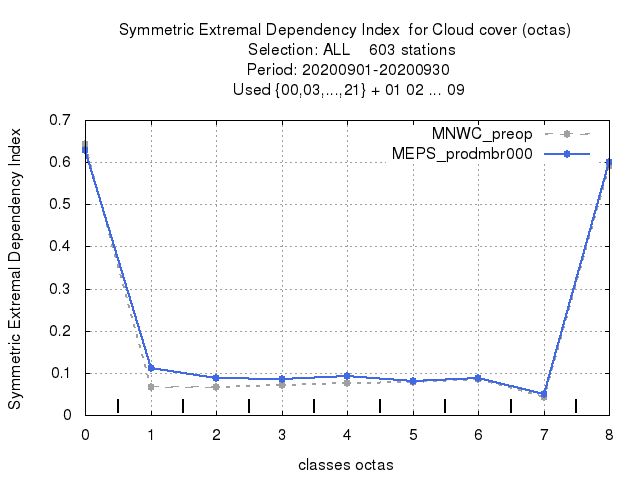 Symmetric Extremal Dependency Index  for Cloud cover (octas)
Selection: ALL    603 stations
Period: 20200901-20200930
Used {00,03,...,21} + 01 02 ... 09
Symmetric Extremal Dependency Index
0.7
0.6
0.5
0.4
0.3
0.2
0.1
0
MNWC_preop
MEPS_prodmbr000
0 1 2 3 4 5 6 7 8
classes octas